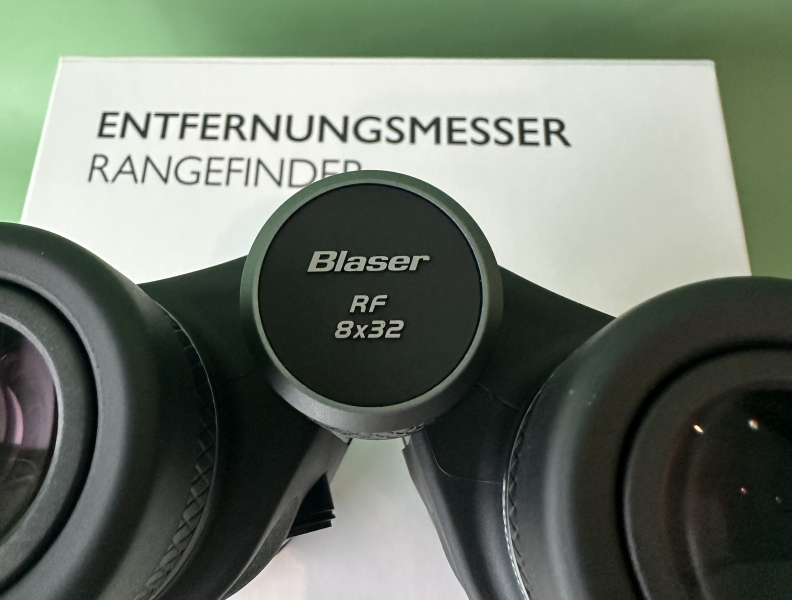 ENTFERNUNGSMESSER
RANGEFINDER
Blaser
RF
8x32